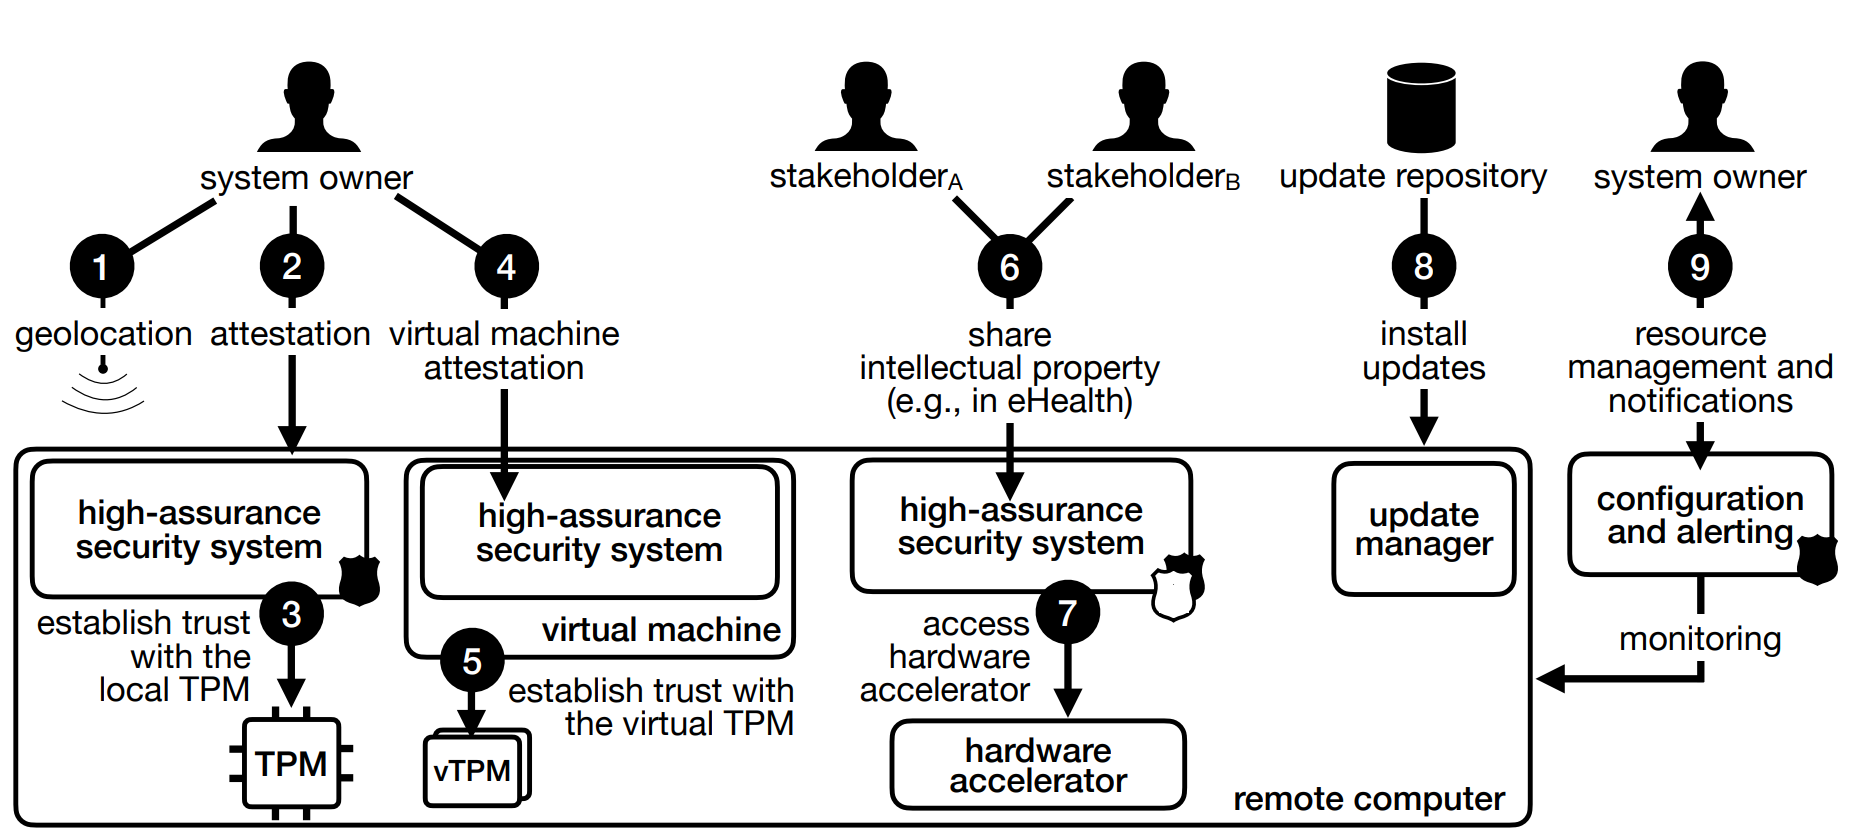 system owner
stakeholderA
stakeholderB
update repository
system owner
1
2
4
6
8
9
geolocation
attestation
virtual machine
attestation
share
intellectual property
(e.g., in eHealth)
install
updates
resource
management and
notifications
high-assurance
security system
high-assurance
security system
virtual machine
high-assurance
security system
update
manager
configuration
and alerting
3
establish trust
with the
local TPM
5
establish trust with
the virtual TPM
7
access
hardware
accelerator
monitoring
TPM
vTPM
hardware
accelerator
remote computer